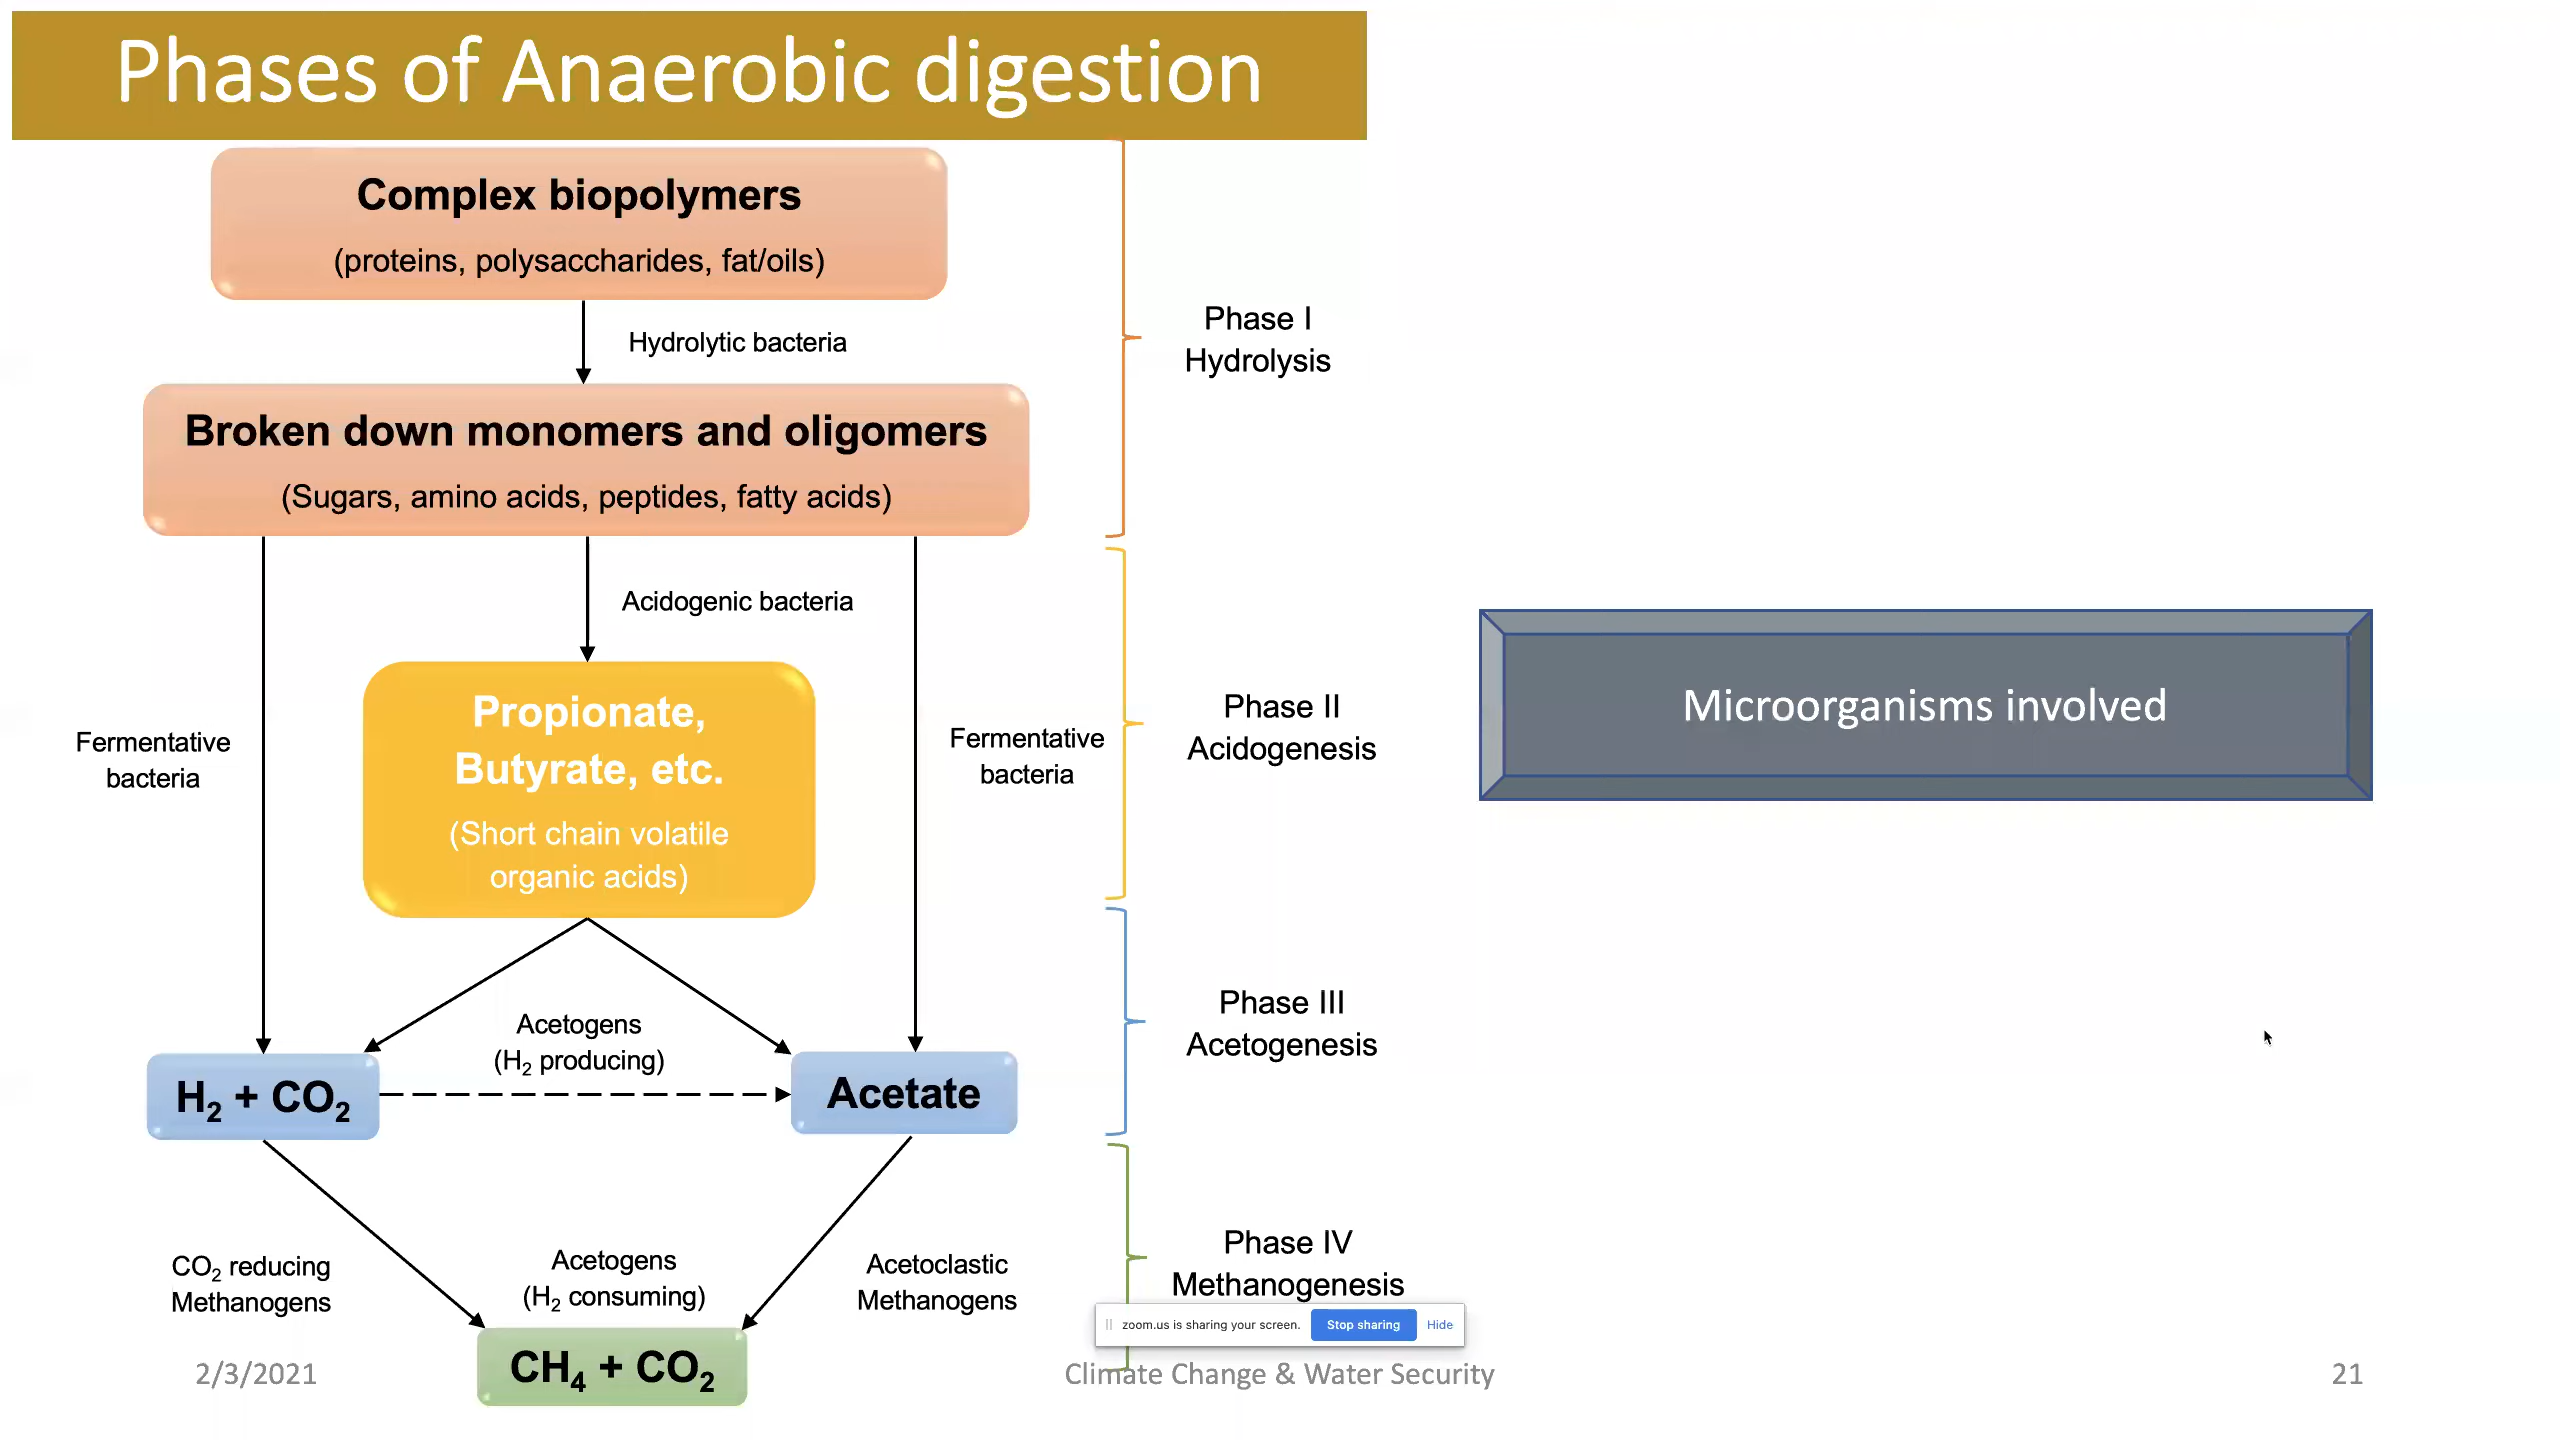 Phases of Anaerobic digestion
Complex biopolymers
(proteins, polysaccharides, fat/oils)
Hydrolytic bacteria
Phase I
Hydrolysis
Broken down monomers and oligomers
(Sugars, amino acids, peptides, fatty acids)
Acidogenic bacteria
Fermentative
bacteria
Propionate,
Butyrate, etc.
(Short chain volatile
organic acids)
Fermentative
bacteria
Phase II
Acidogenesis
Microorganisms involved
Acetogens
(H₂ producing)
H₂ + CO₂
Acetate
Phase III
Acetogenesis
CO₂ reducing
Methanogens
Acetogens
(H₂ consuming)
Acetoclastic
Methanogens
Phase IV
Methanogenesis
zoom.us is sharing your screen. Stop sharing Hide
CH₄ + CO₂
2/3/2021
Climate Change & Water Security
21